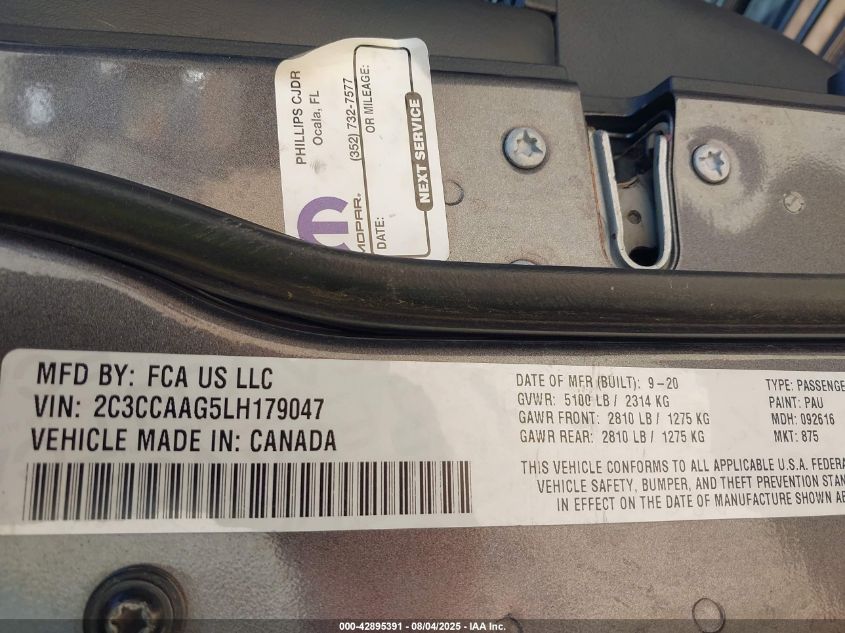 PHILLIPS CJDR
Ocala, FL
(352) 732-7577
OR MILEAGE:
NEXT SERVICE
MOPAR®
DATE:
MFD BY: FCA US LLC
VIN: 2C3CCAAG5LH179047
VEHICLE MADE IN: CANADA
DATE OF MFR (BUILT): 9-20
GVWR: 5100 LB / 2314 KG
GAWR FRONT: 2810 LB / 1275 KG
GAWR REAR: 2810 LB / 1275 KG
TYPE: PASSENGE
PAINT: PAU
MDH: 092616
MKT: 875
THIS VEHICLE CONFORMS TO ALL APPLICABLE U.S.A. FEDERA
VEHICLE SAFETY, BUMPER, AND THEFT PREVENTION STAN
IN EFFECT ON THE DATE OF MANUFACTURE SHOWN AB
000-42895391 - 08/04/2025 - IAA Inc.